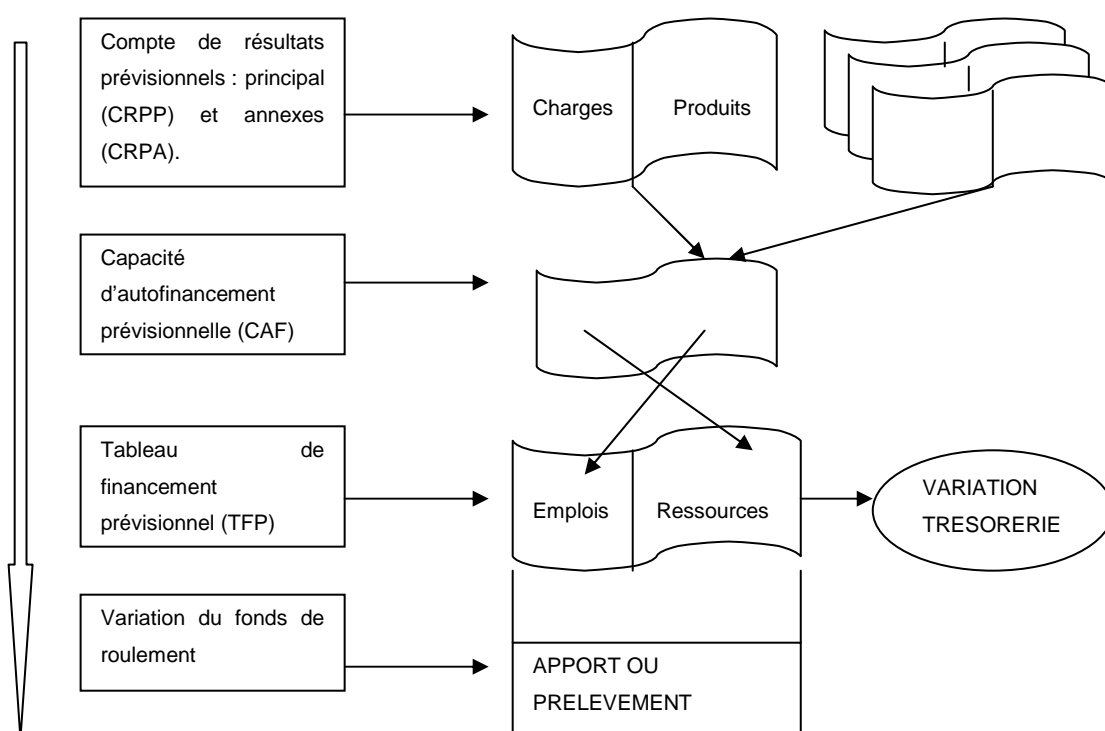 Compte de résultats
prévisionnels : principal
(CRPP) et annexes
(CRPA).
Charges
Produits
Capacité
d'autofinancement
prévisionnelle (CAF)
Tableau de
financement
prévisionnel (TFP)
Emplois
Ressources
VARIATION
TRESORERIE
Variation du fonds de
roulement
APPORT OU
PRELEVEMENT